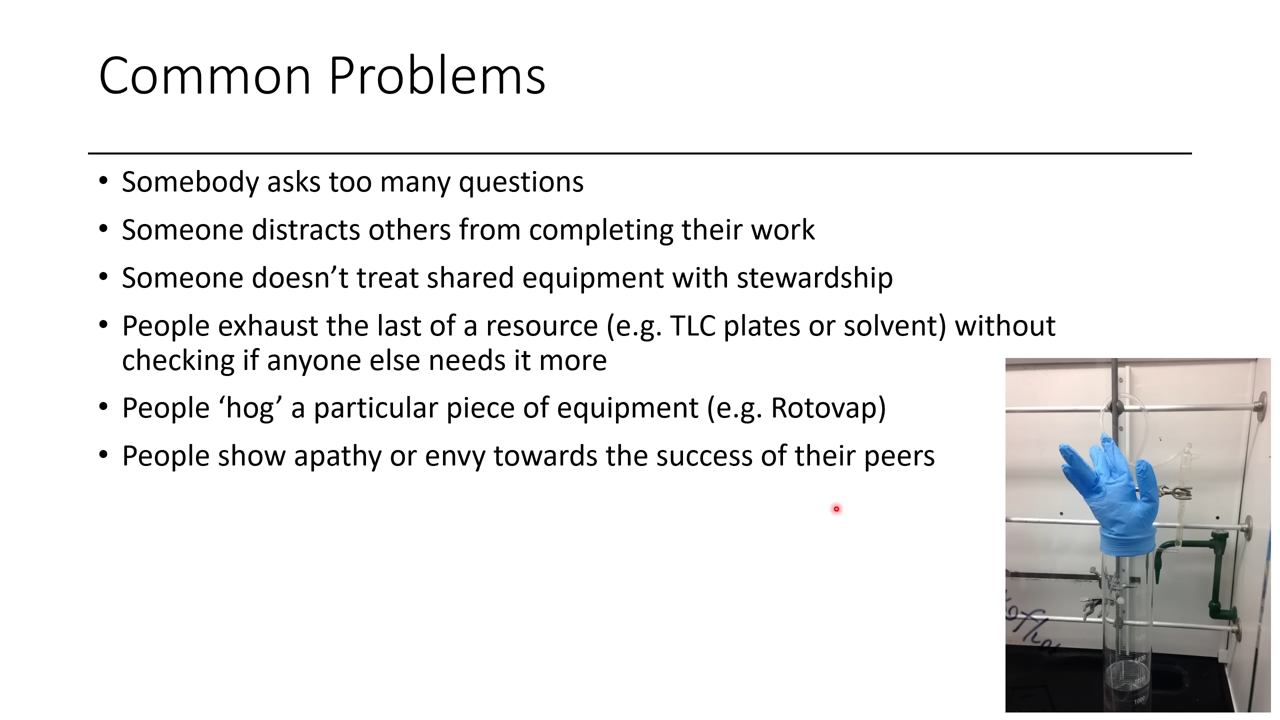 Common Problems
• Somebody asks too many questions
• Someone distracts others from completing their work
• Someone doesn’t treat shared equipment with stewardship
• People exhaust the last of a resource (e.g. TLC plates or solvent) without
checking if anyone else needs it more
• People ‘hog’ a particular piece of equipment (e.g. Rotovap)
• People show apathy or envy towards the success of their peers